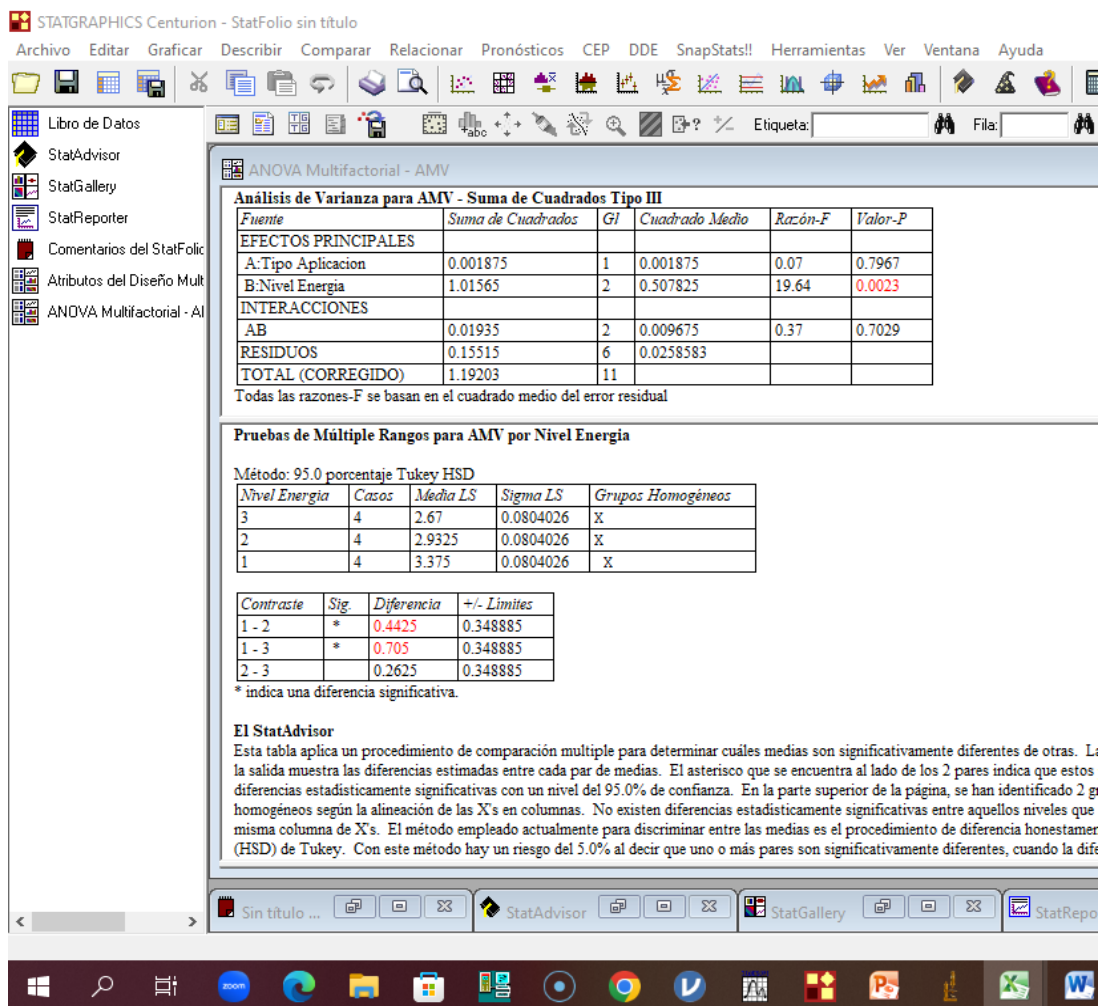 STATGRAPHICS Centurion - StatFolio sin título
Archivo Editar Graficar Describir Comparar Relacionar Pronósticos CEP DDE SnapStats!! Herramientas Ver Ventana Ayuda
Etiqueta: Fila:
Libro de Datos
StatAdvisor
StatGallery
StatReporter
Comentarios del StatFolic
Atributos del Diseño Mult
ANOVA Multifactorial - Al
ANOVA Multifactorial - AMV
Análisis de Varianza para AMV - Suma de Cuadrados Tipo III
Fuente Suma de Cuadrados Gl Cuadrado Medio Razón-F Valor-P
EFECTOS PRINCIPALES
A:Tipo Aplicacion 0.001875 1 0.001875 0.07 0.7967
B:Nivel Energia 1.01565 2 0.507825 19.64 0.0023
INTERACCIONES
AB 0.01935 2 0.009675 0.37 0.7029
RESIDUOS 0.15515 6 0.0258583
TOTAL (CORREGIDO) 1.19203 11
Todas las razones-F se basan en el cuadrado medio del error residual
Pruebas de Múltiple Rangos para AMV por Nivel Energia
Método: 95.0 porcentaje Tukey HSD
Nivel Energia Casos Media LS Sigma LS Grupos Homogéneos
3 4 2.67 0.0804026 X
2 4 2.9325 0.0804026 X
1 4 3.375 0.0804026 X
Contraste Sig. Diferencia +/- Límites
1 - 2 * 0.4425 0.348885
1 - 3 * 0.705 0.348885
2 - 3 0.2625 0.348885
* indica una diferencia significativa.
El StatAdvisor
Esta tabla aplica un procedimiento de comparación multiple para determinar cuáles medias son significativamente diferentes de otras. La
la salida muestra las diferencias estimadas entre cada par de medias. El asterisco que se encuentra al lado de los 2 pares indica que estos
diferencias estadísticamente significativas con un nivel del 95.0% de confianza. En la parte superior de la página, se han identificado 2 g
homogéneos según la alineación de las X's en columnas. No existen diferencias estadísticamente significativas entre aquellos niveles que
misma columna de X's. El método empleado actualmente para discriminar entre las medias es el procedimiento de diferencia honestamer
(HSD) de Tukey. Con este método hay un riesgo del 5.0% al decir que uno o más pares son significativamente diferentes, cuando la dife
Sin título ... StatAdvisor StatGallery StatRepo
zoom